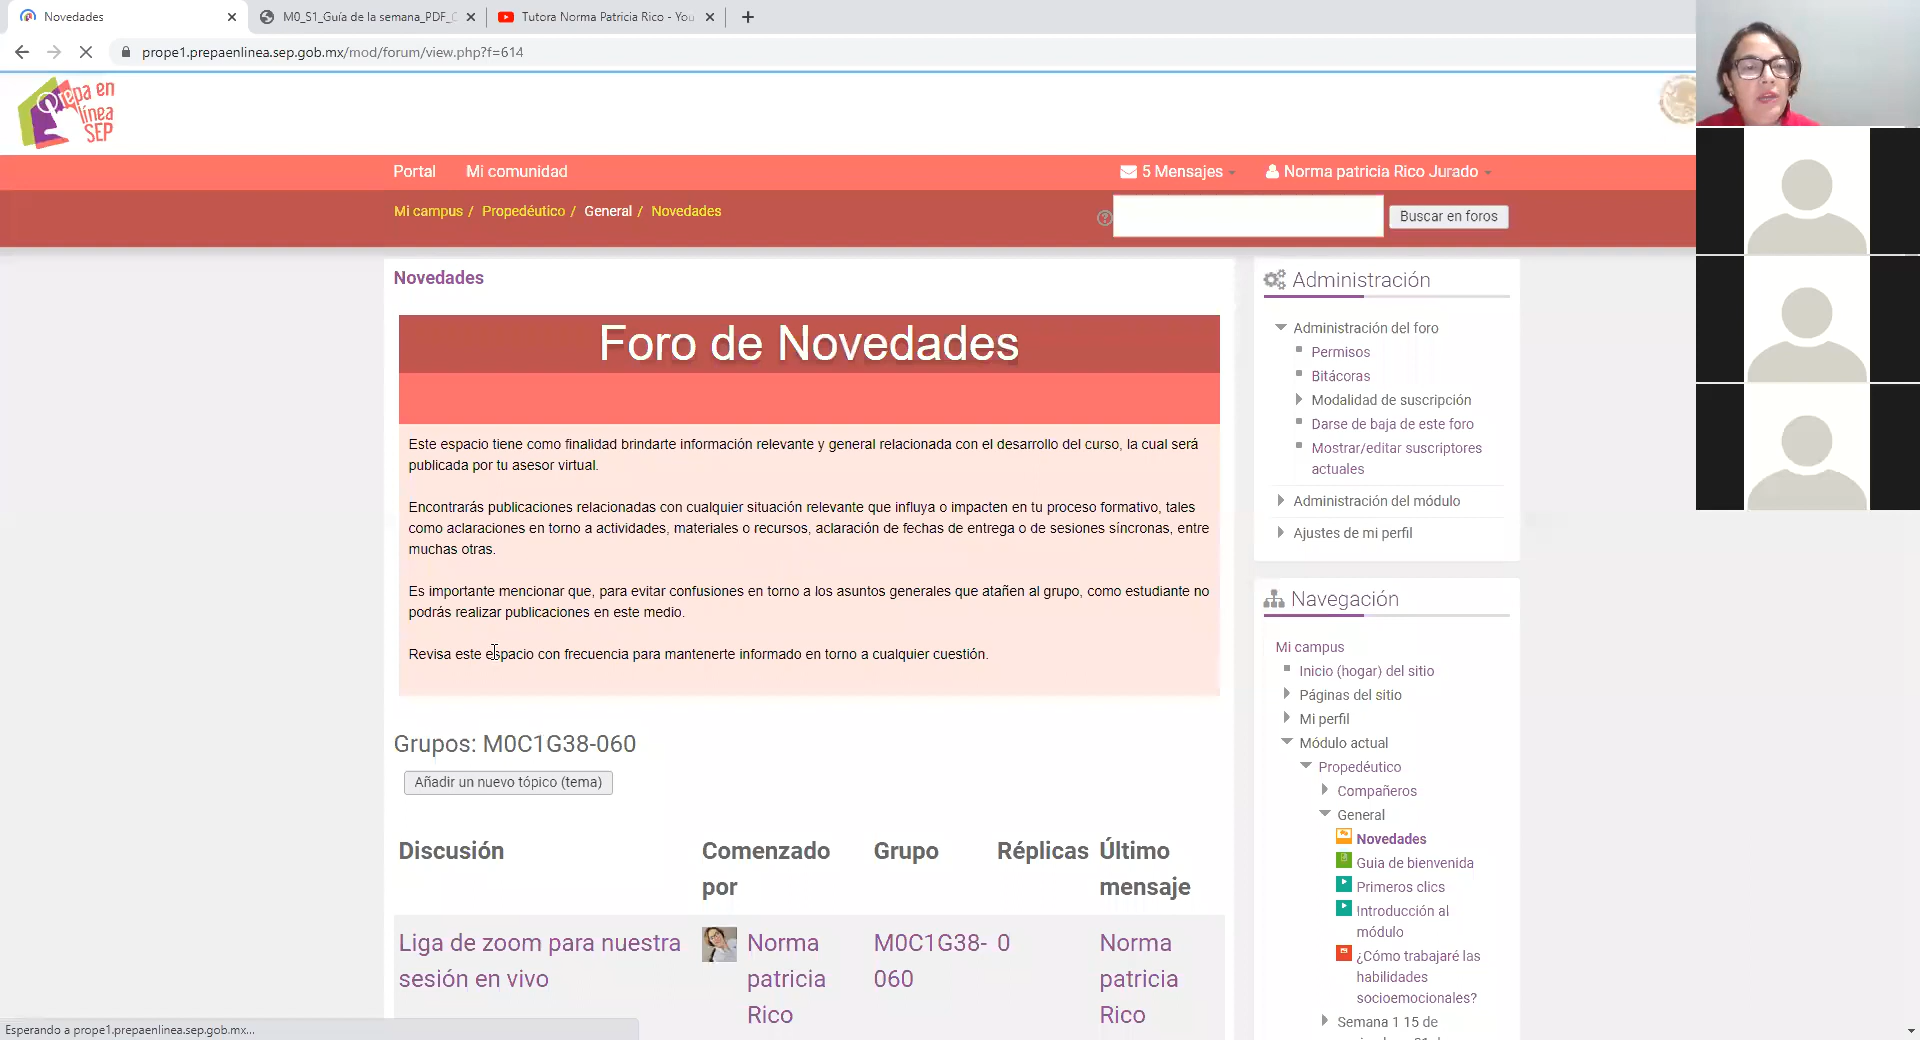 Novedades
M0_S1_Guía de la semana_PDF_
Tutora Norma Patricia Rico - You
prope1.prepaenlinea.sep.gob.mx/mod/forum/view.php?f=614
Prepa en
línea
SEP
Portal
Mi comunidad
5 Mensajes
Norma patricia Rico Jurado
Mi campus / Propedéutico / General / Novedades
Buscar en foros
Novedades
Foro de Novedades
Este espacio tiene como finalidad brindarte información relevante y general relacionada con el desarrollo del curso, la cual será
publicada por tu asesor virtual.
Encontrarás publicaciones relacionadas con cualquier situación relevante que influya o impacten en tu proceso formativo, tales
como aclaraciones en torno a actividades, materiales o recursos, aclaración de fechas de entrega o de sesiones síncronas, entre
muchas otras.
Es importante mencionar que, para evitar confusiones en torno a los asuntos generales que atañen al grupo, como estudiante no
podrás realizar publicaciones en este medio.
Revisa este espacio con frecuencia para mantenerte informado en torno a cualquier cuestión.
Grupos: M0C1G38-060
Añadir un nuevo tópico (tema)
Discusión
Comenzado
por
Grupo
Réplicas
Último
mensaje
Liga de zoom para nuestra
sesión en vivo
Norma
patricia
Rico
M0C1G38-
060
0
Norma
patricia
Rico
Administración
Administración del foro
Permisos
Bitácoras
Modalidad de suscripción
Darse de baja de este foro
Mostrar/editar suscriptores
actuales
Administración del módulo
Ajustes de mi perfil
Navegación
Mi campus
Inicio (hogar) del sitio
Páginas del sitio
Mi perfil
Módulo actual
Propedéutico
Compañeros
General
Novedades
Guia de bienvenida
Primeros clics
Introducción al
módulo
¿Cómo trabajaré las
habilidades
socioemocionales?
Semana 1 15 de
Esperando a prope1.prepaenlinea.sep.gob.mx...